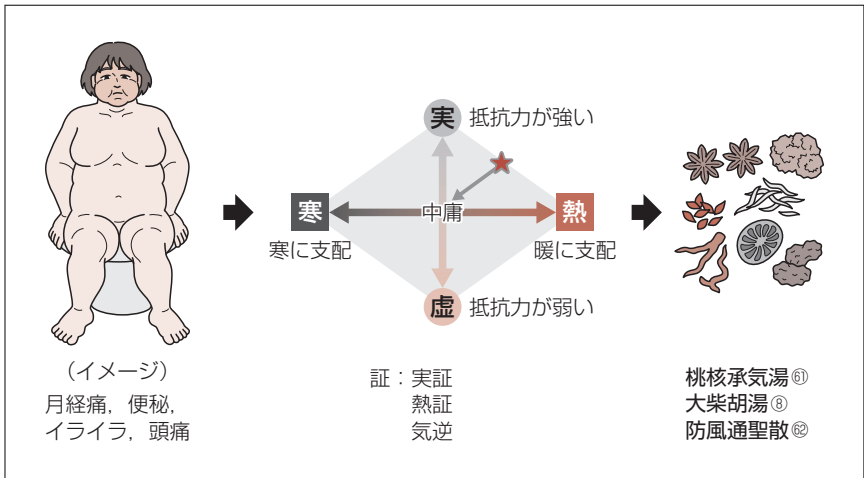 実 抵抗力が強い
寒 中庸 熱
寒に支配 暖に支配
虚 抵抗力が弱い
（イメージ）
月経痛，便秘，
イライラ，頭痛
証：実証
熱証
気逆
桃核承気湯㉛
大柴胡湯⑧
防風通聖散㉜